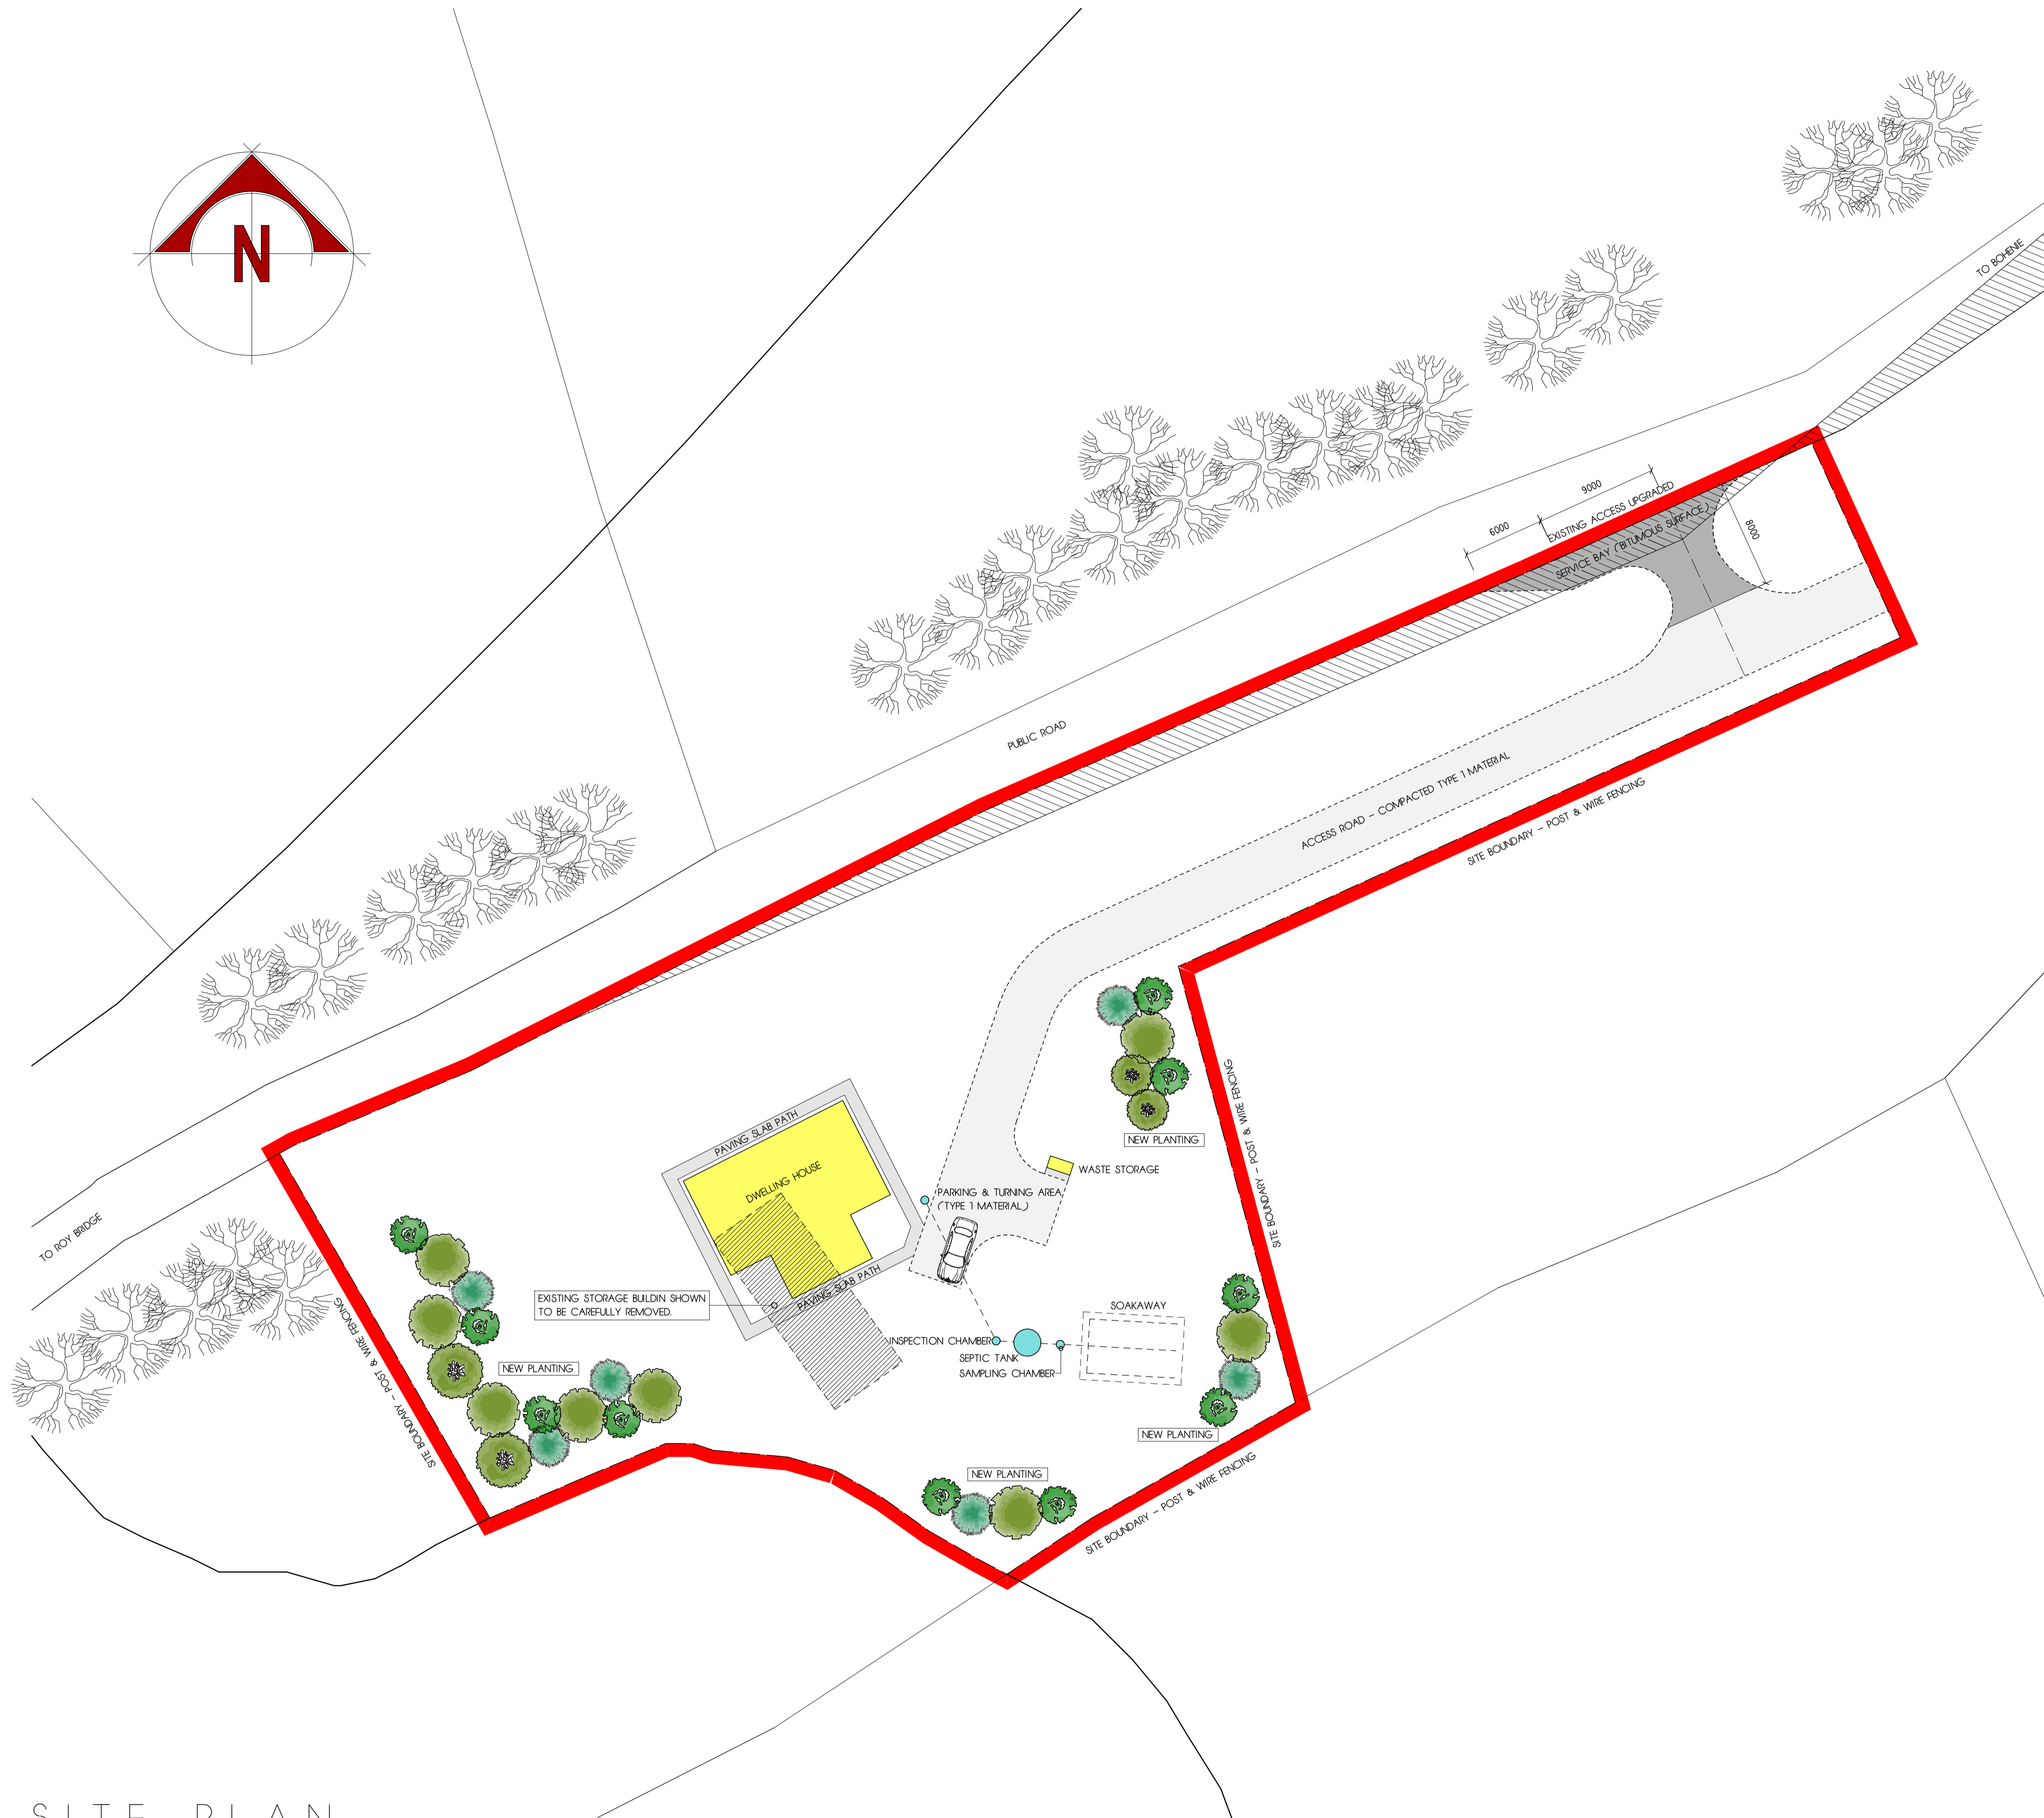 N
TO BOHENIE
9000
6000
EXISTING ACCESS UPGRADED
SERVICE BAY (BITUMOUS SURFACE)
8000
PUBLIC ROAD
ACCESS ROAD - COMPACTED TYPE 1 MATERIAL
SITE BOUNDARY - POST & WIRE FENCING
SITE BOUNDARY - POST & WIRE FENCING
NEW PLANTING
PAVING SLAB PATH
DWELLING HOUSE
WASTE STORAGE
PARKING & TURNING AREA
(TYPE 1 MATERIAL)
TO ROY BRIDGE
PAVING SLAB PATH
EXISTING STORAGE BUILDIN SHOWN
TO BE CAREFULLY REMOVED.
SOAKAWAY
INSPECTION CHAMBER
SEPTIC TANK
SAMPLING CHAMBER
SITE BOUNDARY - POST & WIRE FENCING
NEW PLANTING
NEW PLANTING
NEW PLANTING
SITE BOUNDARY - POST & WIRE FENCING
SITE PLAN